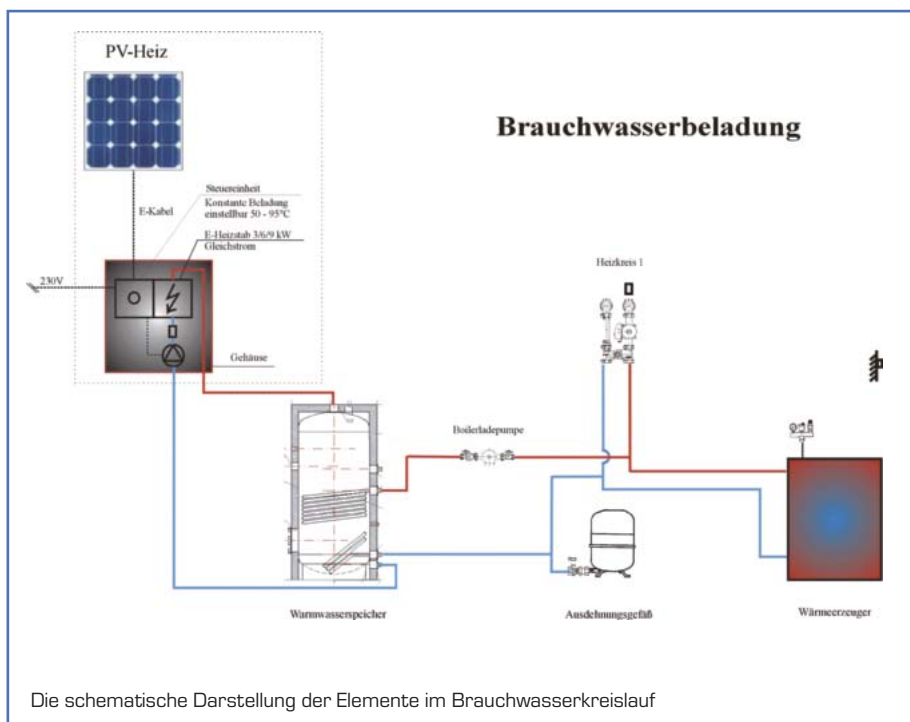 PV-Heiz
Brauchwasserbeladung
Steuereinheit
Konstante Beladung
einstellbar 50 - 95°C
E-Kabel
E-Heizstab 3/6/9 kW
Gleichstrom
230V
Heizkreis 1
Gehäuse
Boilerladepumpe
Warmwasserspeicher
Ausdehnungsgefäß
Wärmeerzeuger
Die schematische Darstellung der Elemente im Brauchwasserkreislauf